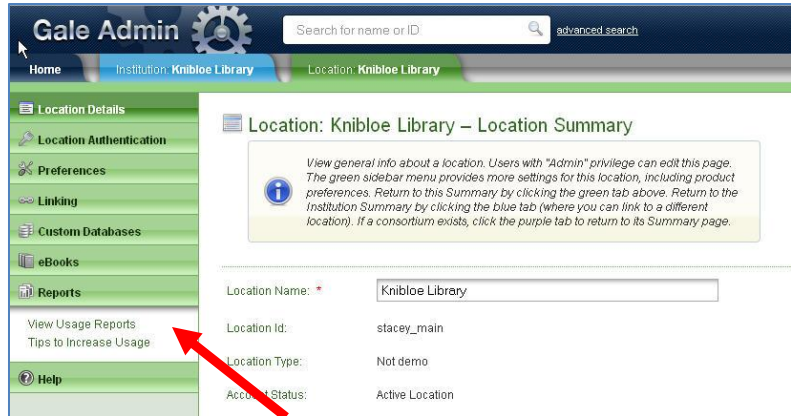 Gale Admin
Search for name or ID
advanced search
Home
Institution: Knibloe Library
Location: Knibloe Library
Location Details
Location Authentication
Preferences
Linking
Custom Databases
eBooks
Reports
View Usage Reports
Tips to Increase Usage
Help
Location: Knibloe Library – Location Summary
View general info about a location. Users with "Admin" privilege can edit this page.
The green sidebar menu provides more settings for this location, including product
preferences. Return to this Summary by clicking the green tab above. Return to the
Institution Summary by clicking the blue tab (where you can link to a different
location). If a consortium exists, click the purple tab to return to its Summary page.
Location Name: * Knibloe Library
Location Id: stacey_main
Location Type: Not demo
Account Status: Active Location